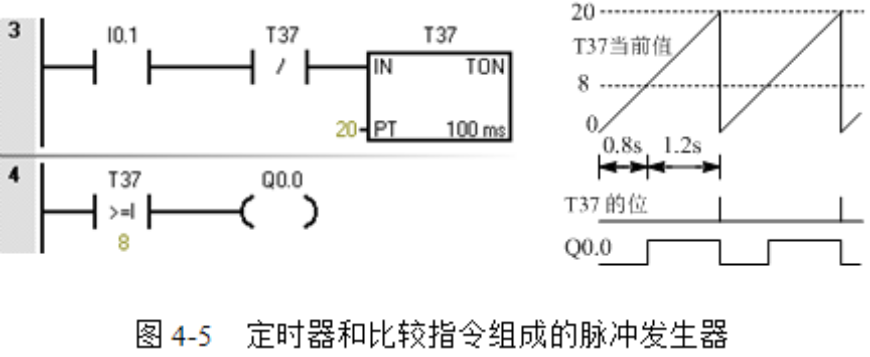 3
I0.1 T37 T37
/ IN TON
20 PT 100 ms
4
T37 Q0.0
>=I
8
20
T37当前值
8
0
0.8s 1.2s
T37 的位
Q0.0
图 4-5 定时器和比较指令组成的脉冲发生器